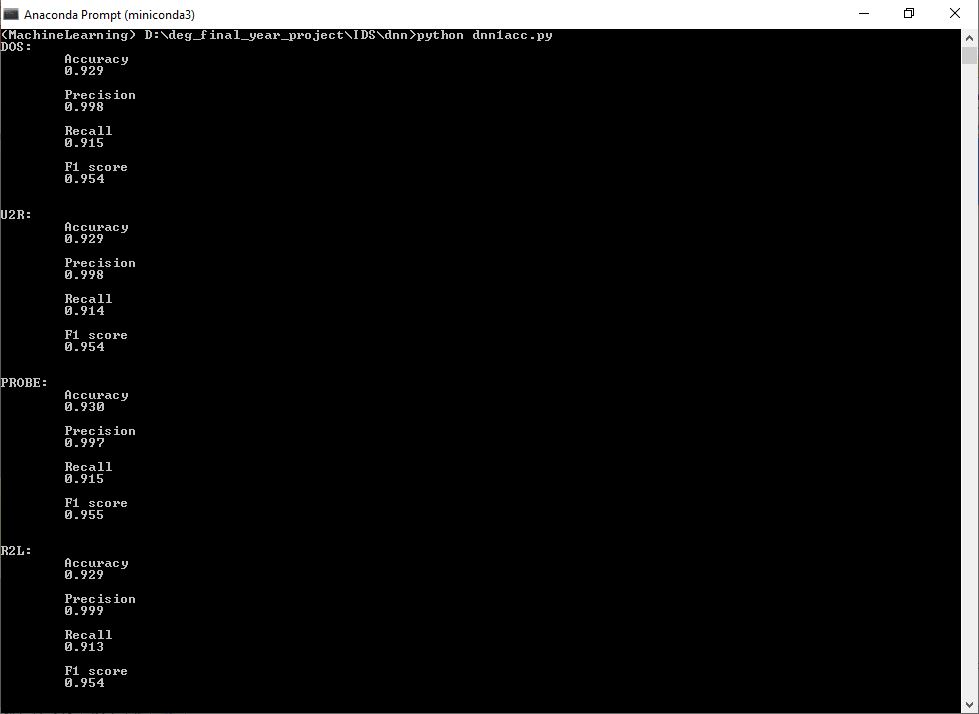 Anaconda Prompt (miniconda3)
(MachineLearning) D:\deg_final_year_project\IDS\dnn>python dnn1acc.py
DOS:
Accuracy
0.929
Precision
0.998
Recall
0.915
F1 score
0.954
U2R:
Accuracy
0.929
Precision
0.998
Recall
0.914
F1 score
0.954
PROBE:
Accuracy
0.930
Precision
0.997
Recall
0.915
F1 score
0.955
R2L:
Accuracy
0.929
Precision
0.999
Recall
0.913
F1 score
0.954